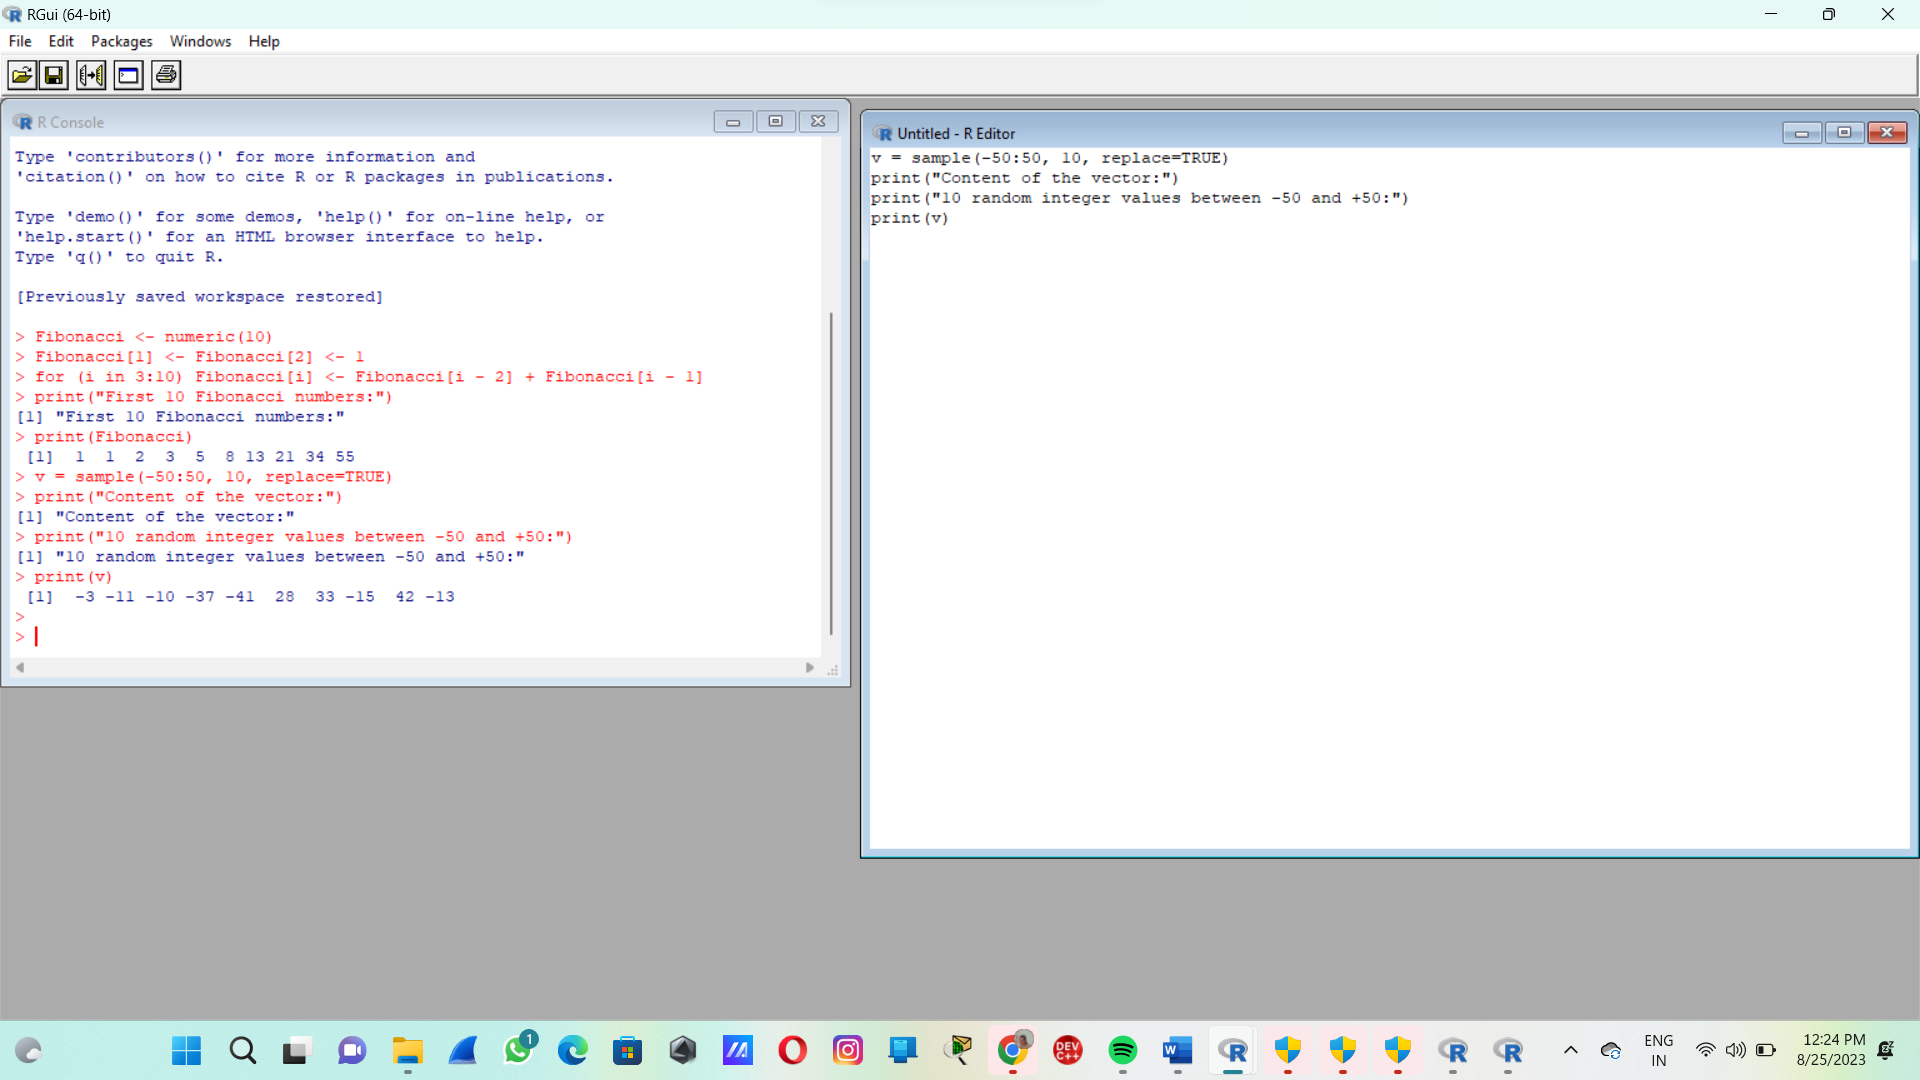 RGui (64-bit)
File Edit Packages Windows Help
R Console
Type 'contributors()' for more information and
'citation()' on how to cite R or R packages in publications.
Type 'demo()' for some demos, 'help()' for on-line help, or
'help.start()' for an HTML browser interface to help.
Type 'q()' to quit R.
[Previously saved workspace restored]
> Fibonacci <- numeric(10)
> Fibonacci[1] <- Fibonacci[2] <- 1
> for (i in 3:10) Fibonacci[i] <- Fibonacci[i - 2] + Fibonacci[i - 1]
> print("First 10 Fibonacci numbers:")
[1] "First 10 Fibonacci numbers:"
> print(Fibonacci)
 [1]  1  1  2  3  5  8 13 21 34 55
> v = sample(-50:50, 10, replace=TRUE)
> print("Content of the vector:")
[1] "Content of the vector:"
> print("10 random integer values between -50 and +50:")
[1] "10 random integer values between -50 and +50:"
> print(v)
 [1]  -3 -11 -10 -37 -41  28  33 -15  42 -13
>
>
Untitled - R Editor
v = sample(-50:50, 10, replace=TRUE)
print("Content of the vector:")
print("10 random integer values between -50 and +50:")
print(v)
1
DEV
C++
W
ENG
IN
12:24 PM
8/25/2023